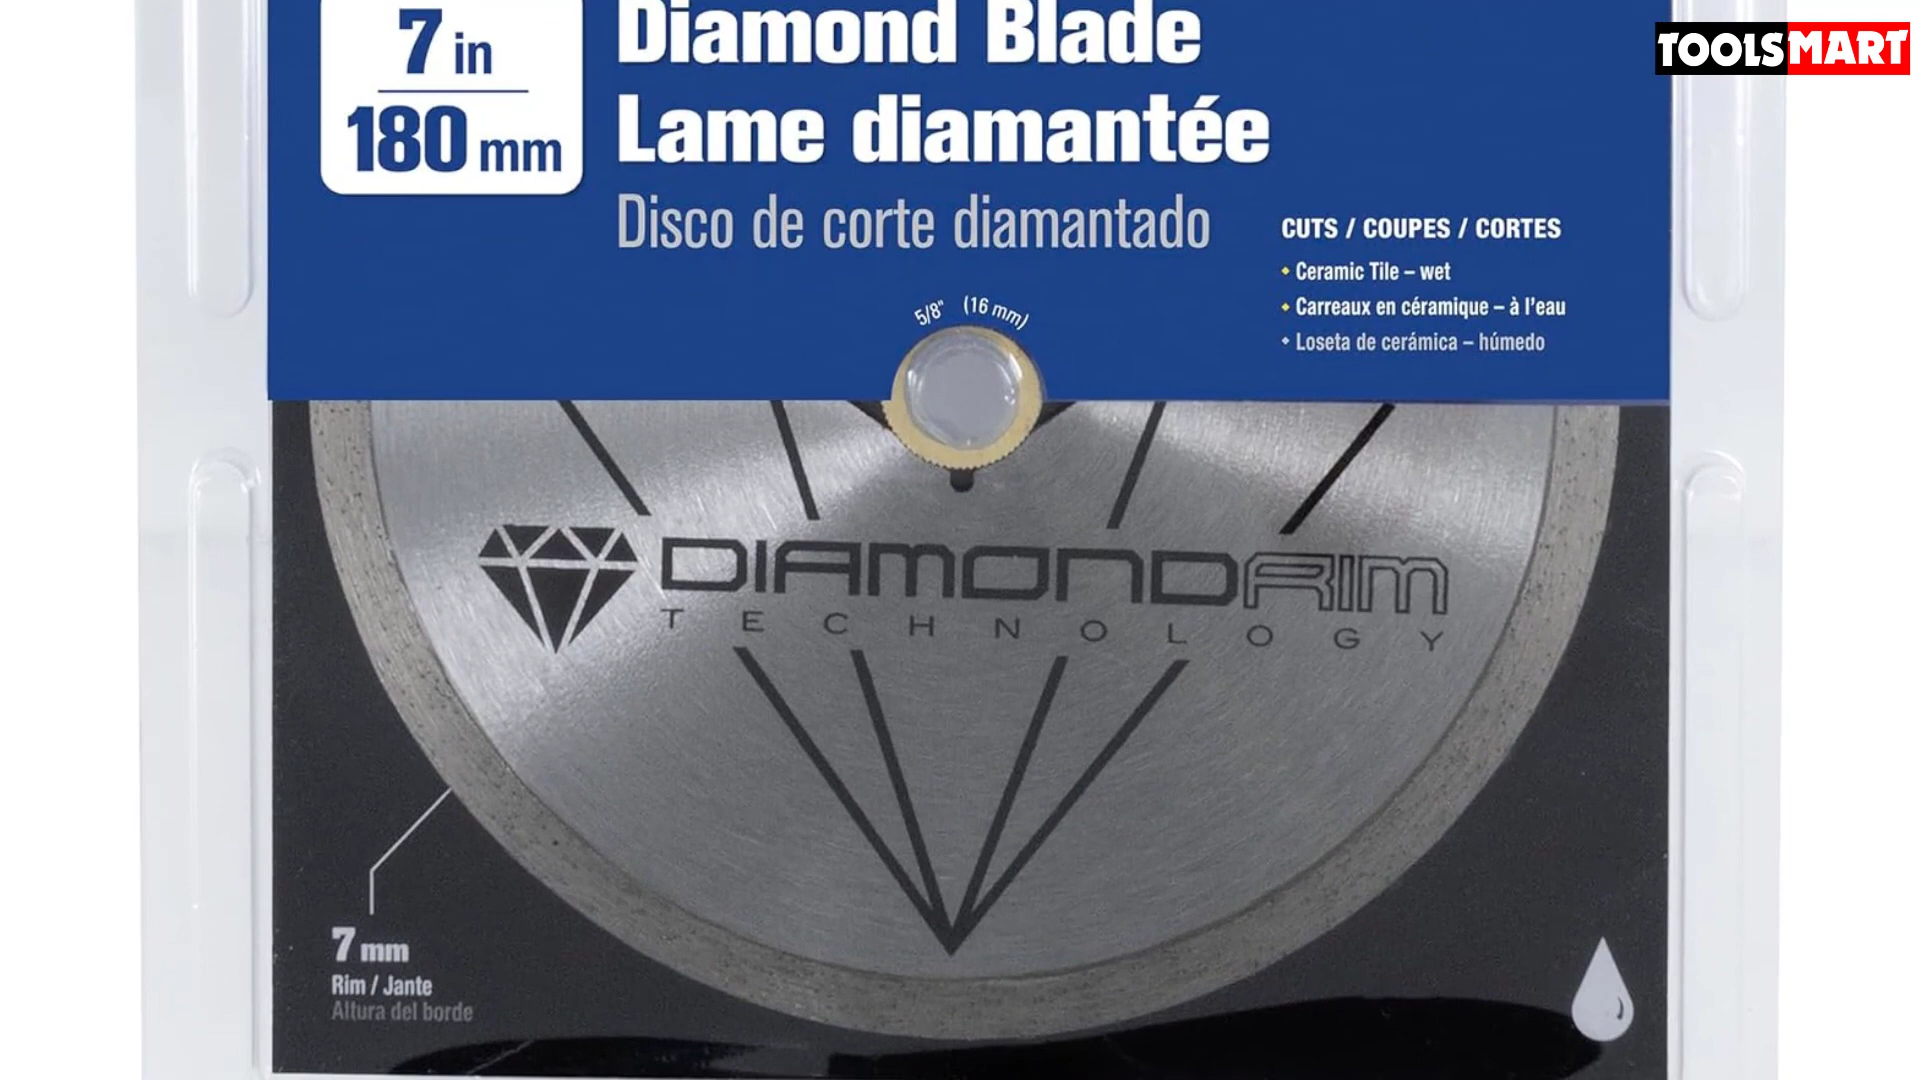 TOOLSMART
7 in
180 mm
Diamond Blade
Lame diamantée
Disco de corte diamantado
CUTS / COUPES / CORTES
Ceramic Tile – wet
Carreaux en céramique – à l'eau
Loseta de cerámica – húmedo
5/8" (16 mm)
DIAMONDRIM
TECHNOLOGY
7 mm
Rim / Jante
Altura del borde